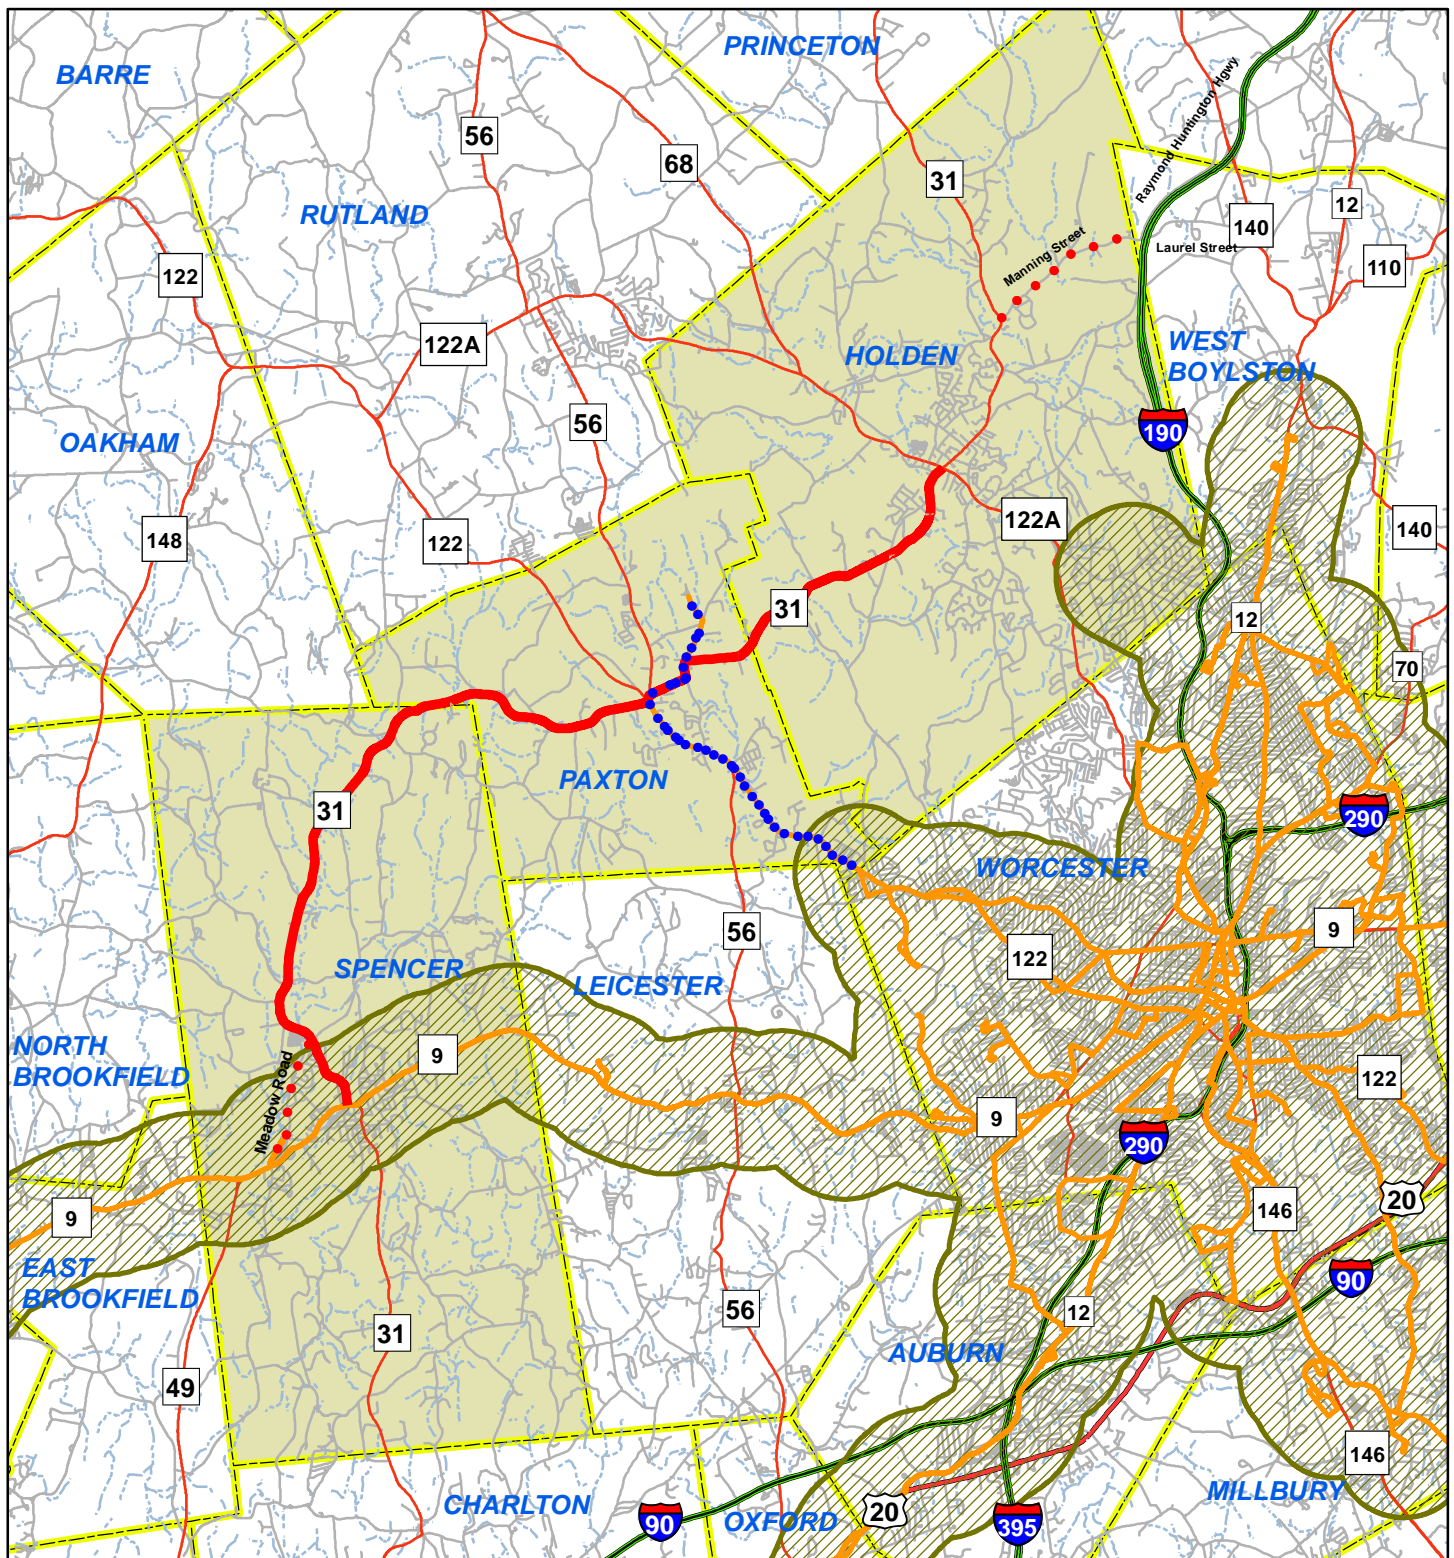 PRINCETON
BARRE
Raymond Huntington Hgwy
56
68
31
12
RUTLAND
140
Manning Street
Laurel Street
122
110
122A
HOLDEN
WEST
BOYLSTON
56
190
OAKHAM
122A
148
122
140
31
12
70
PAXTON
31
290
WORCESTER
56
9
122
SPENCER
LEICESTER
NORTH
BROOKFIELD
9
Meadow Road
122
9
290
20
146
9
EAST
BROOKFIELD
90
56
12
31
AUBURN
49
146
CHARLTON
MILLBURY
90
OXFORD
20
395